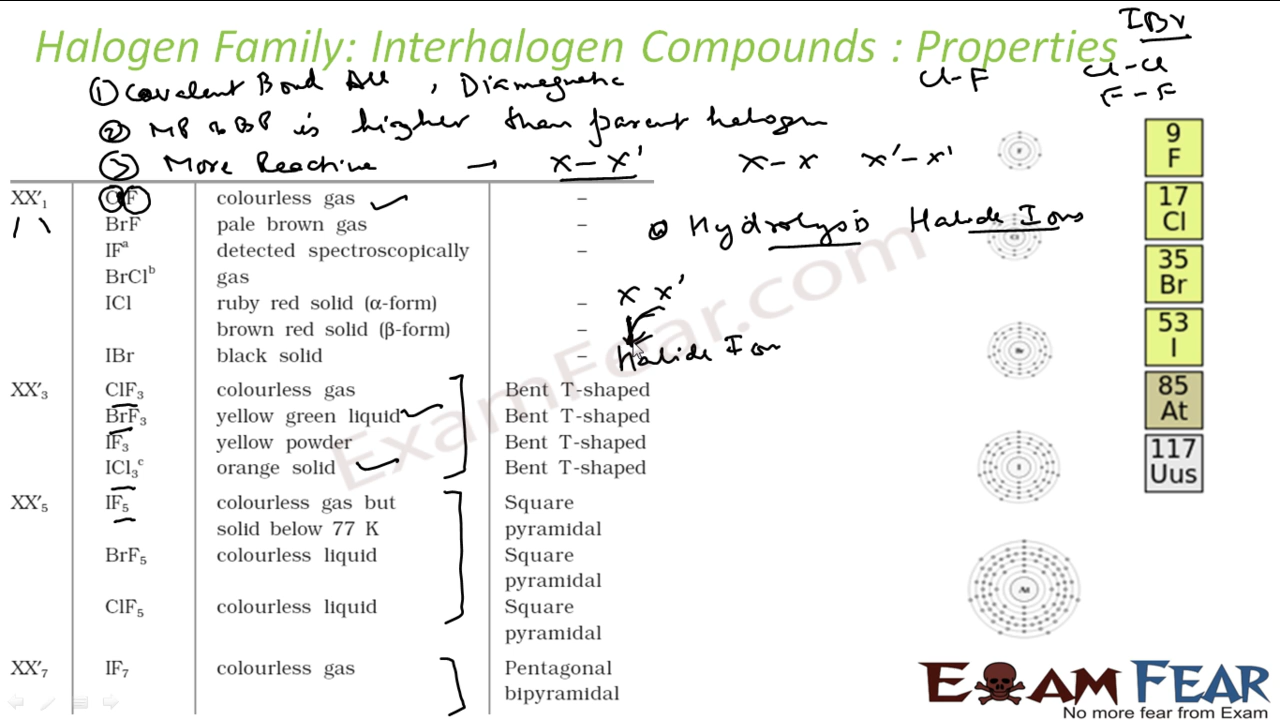 Halogen Family: Interhalogen Compounds : Properties
IBr
① Covalent Bond All , Diamagnetic
Cl-F
Cl-Cl
F-F
② MP & BP is higher than parent halogen
③ More Reactive → X-X' X-X X'-X'
XX′₁ ClF colourless gas –
BrF pale brown gas –
Hydrolysis Halide Ions
IFᵃ detected spectroscopically –
BrClᵇ gas
X X'
ICl ruby red solid (α-form) –
brown red solid (β-form) –
IBr black solid –
Halide Ion
XX′₃ ClF₃ colourless gas Bent T-shaped
BrF₃ yellow green liquid Bent T-shaped
IF₃ yellow powder Bent T-shaped
ICl₃ᶜ orange solid Bent T-shaped
XX′₅ IF₅ colourless gas but Square
solid below 77 K pyramidal
BrF₅ colourless liquid Square
pyramidal
ClF₅ colourless liquid Square
pyramidal
XX′₇ IF₇ colourless gas Pentagonal
bipyramidal
9
F
17
Cl
35
Br
53
I
85
At
117
Uus
ExamFear.com
EXAM FEAR
No more fear from Exam